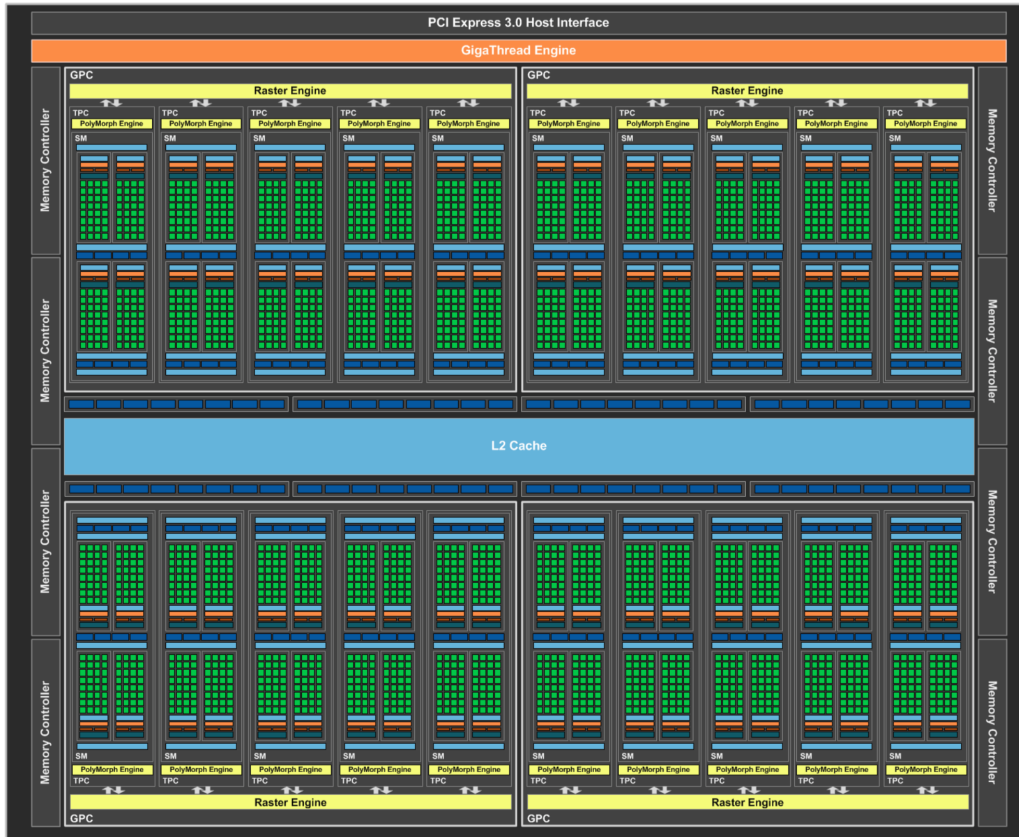 PCI Express 3.0 Host Interface
GigaThread Engine
Memory Controller
Memory Controller
Memory Controller
Memory Controller
GPC
Raster Engine
TPC TPC TPC TPC TPC
PolyMorph Engine PolyMorph Engine PolyMorph Engine PolyMorph Engine PolyMorph Engine
SM SM SM SM SM
GPC
Raster Engine
TPC TPC TPC TPC TPC
PolyMorph Engine PolyMorph Engine PolyMorph Engine PolyMorph Engine PolyMorph Engine
SM SM SM SM SM
L2 Cache
SM SM SM SM SM
PolyMorph Engine PolyMorph Engine PolyMorph Engine PolyMorph Engine PolyMorph Engine
TPC TPC TPC TPC TPC
Raster Engine
GPC
SM SM SM SM SM
PolyMorph Engine PolyMorph Engine PolyMorph Engine PolyMorph Engine PolyMorph Engine
TPC TPC TPC TPC TPC
Raster Engine
GPC
Memory Controller
Memory Controller
Memory Controller
Memory Controller